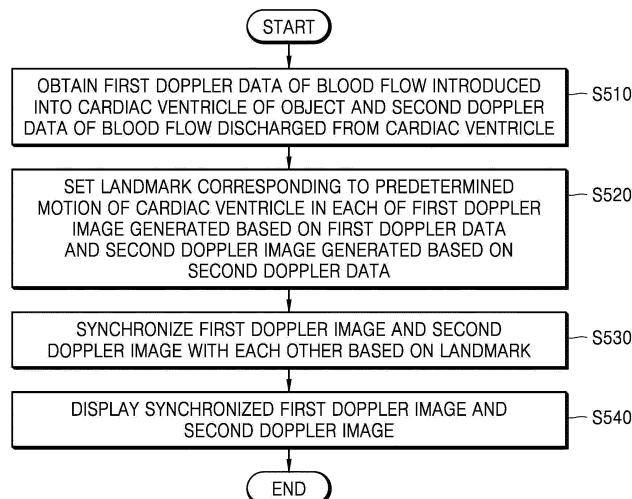 START
OBTAIN FIRST DOPPLER DATA OF BLOOD FLOW INTRODUCED
INTO CARDIAC VENTRICLE OF OBJECT AND SECOND DOPPLER
DATA OF BLOOD FLOW DISCHARGED FROM CARDIAC VENTRICLE
S510
SET LANDMARK CORRESPONDING TO PREDETERMINED
MOTION OF CARDIAC VENTRICLE IN EACH OF FIRST DOPPLER
IMAGE GENERATED BASED ON FIRST DOPPLER DATA
AND SECOND DOPPLER IMAGE GENERATED BASED ON
SECOND DOPPLER DATA
S520
SYNCHRONIZE FIRST DOPPLER IMAGE AND SECOND
DOPPLER IMAGE WITH EACH OTHER BASED ON LANDMARK
S530
DISPLAY SYNCHRONIZED FIRST DOPPLER IMAGE AND
SECOND DOPPLER IMAGE
S540
END